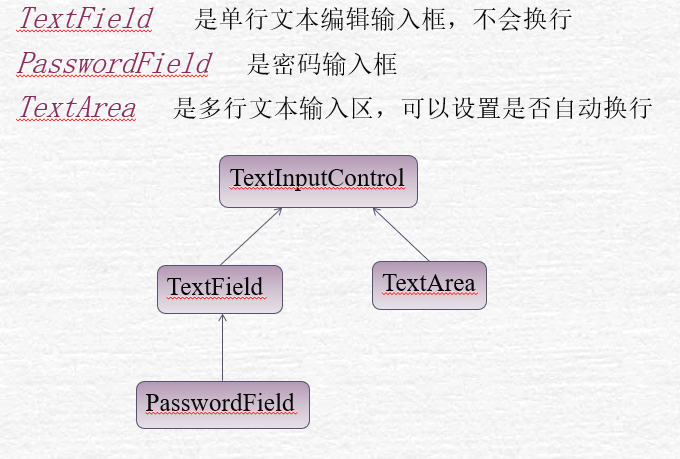 TextField 是单行文本编辑输入框，不会换行
PasswordField 是密码输入框
TextArea 是多行文本输入区，可以设置是否自动换行
TextInputControl
TextField
TextArea
PasswordField